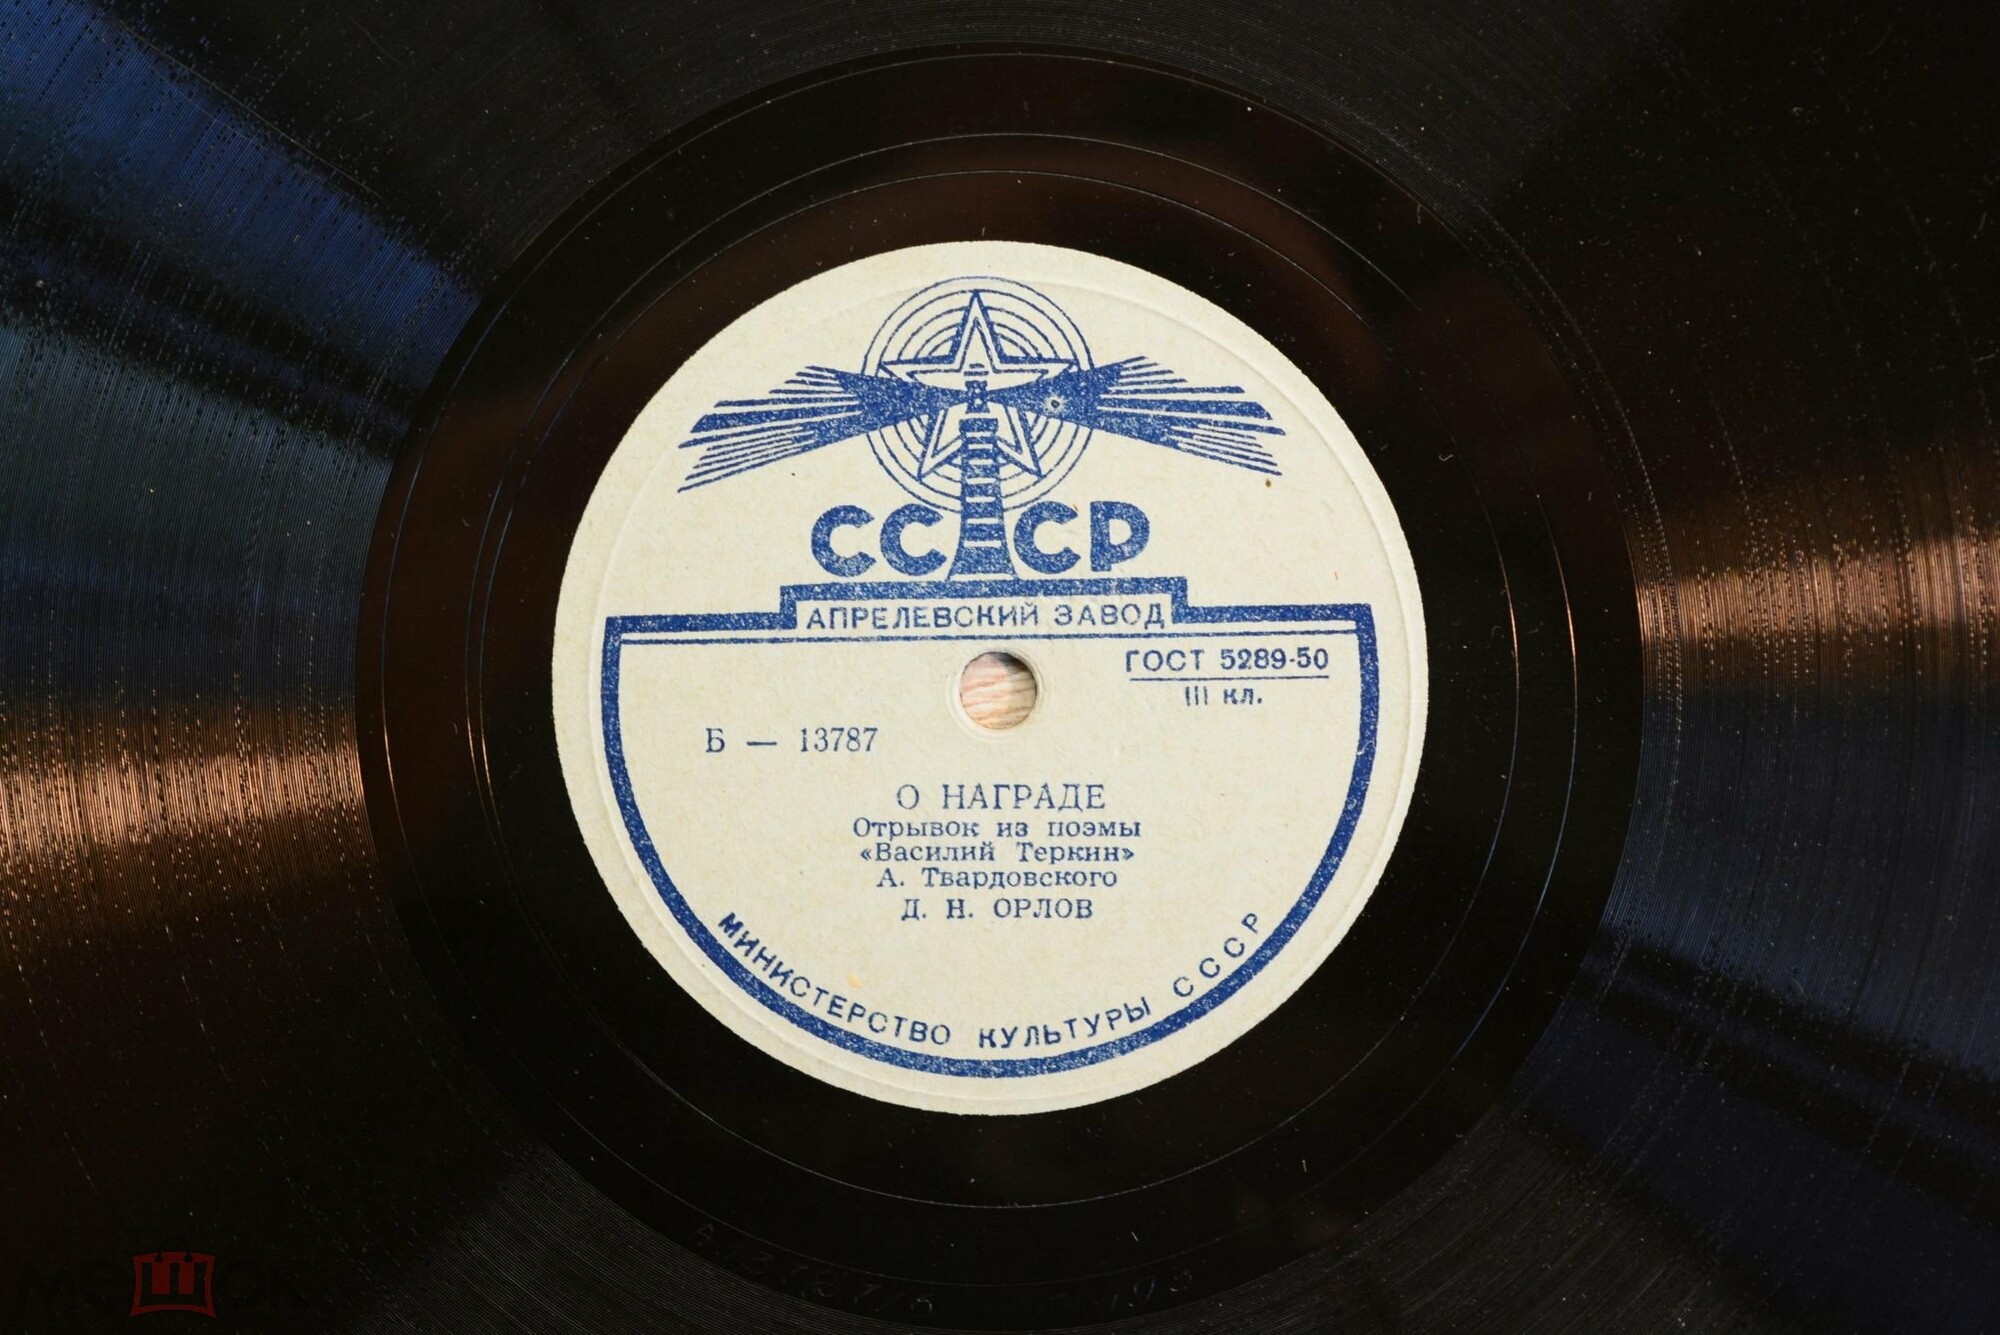 СССР
АПРЕЛЕВСКИЙ ЗАВОД
ГОСТ 5289-50
III кл.
Б — 13787
О НАГРАДЕ
Отрывок из поэмы
«Василий Теркин»
А. Твардовского
Д. Н. ОРЛОВ
МИНИСТЕРСТВО КУЛЬТУРЫ СССР